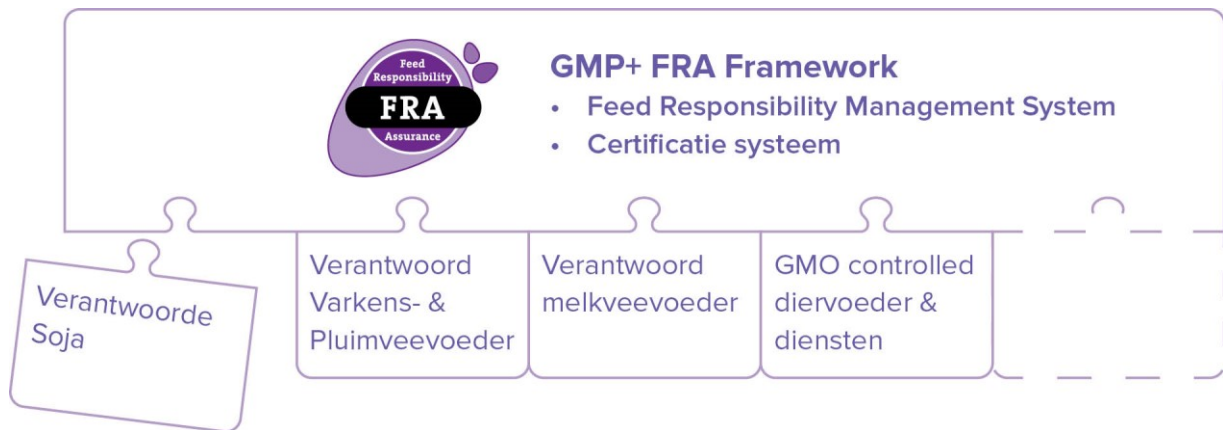 Feed
Responsibility
FRA
Assurance
GMP+ FRA Framework
• Feed Responsibility Management System
• Certificatie systeem
Verantwoorde
Soja
Verantwoord
Varkens- &
Pluimveevoeder
Verantwoord
melkveevoeder
GMO controlled
diervoeder &
diensten